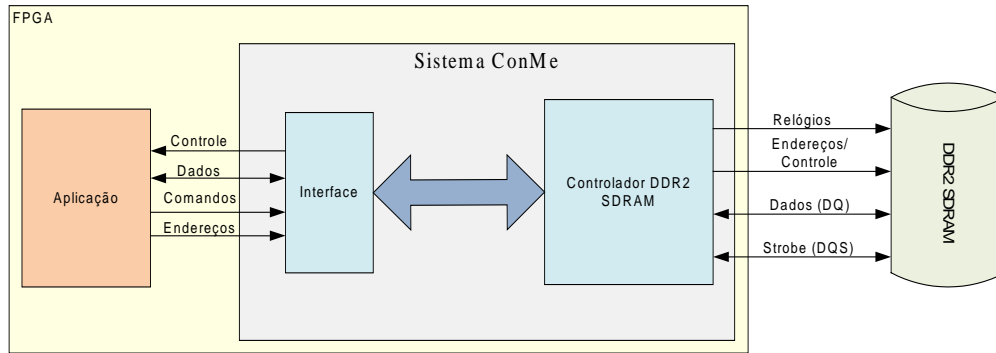 FPGA
Sistema ConMe
Aplicação
Controle
Dados
Comandos
Endereços
Interface
Controlador DDR2
SDRAM
Relógios
Endereços/
Controle
Dados (DQ)
Strobe (DQS)
DDR2 SDRAM